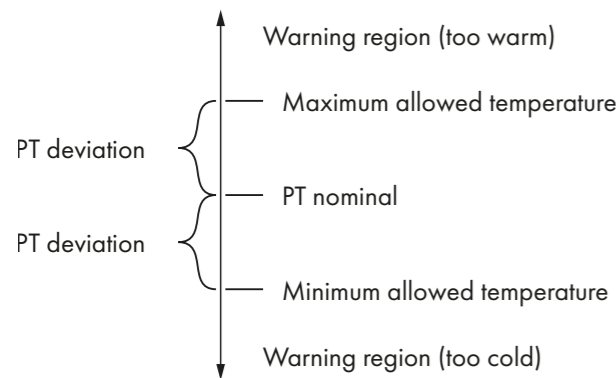 Warning region (too warm)
Maximum allowed temperature
PT deviation
PT nominal
PT deviation
Minimum allowed temperature
Warning region (too cold)